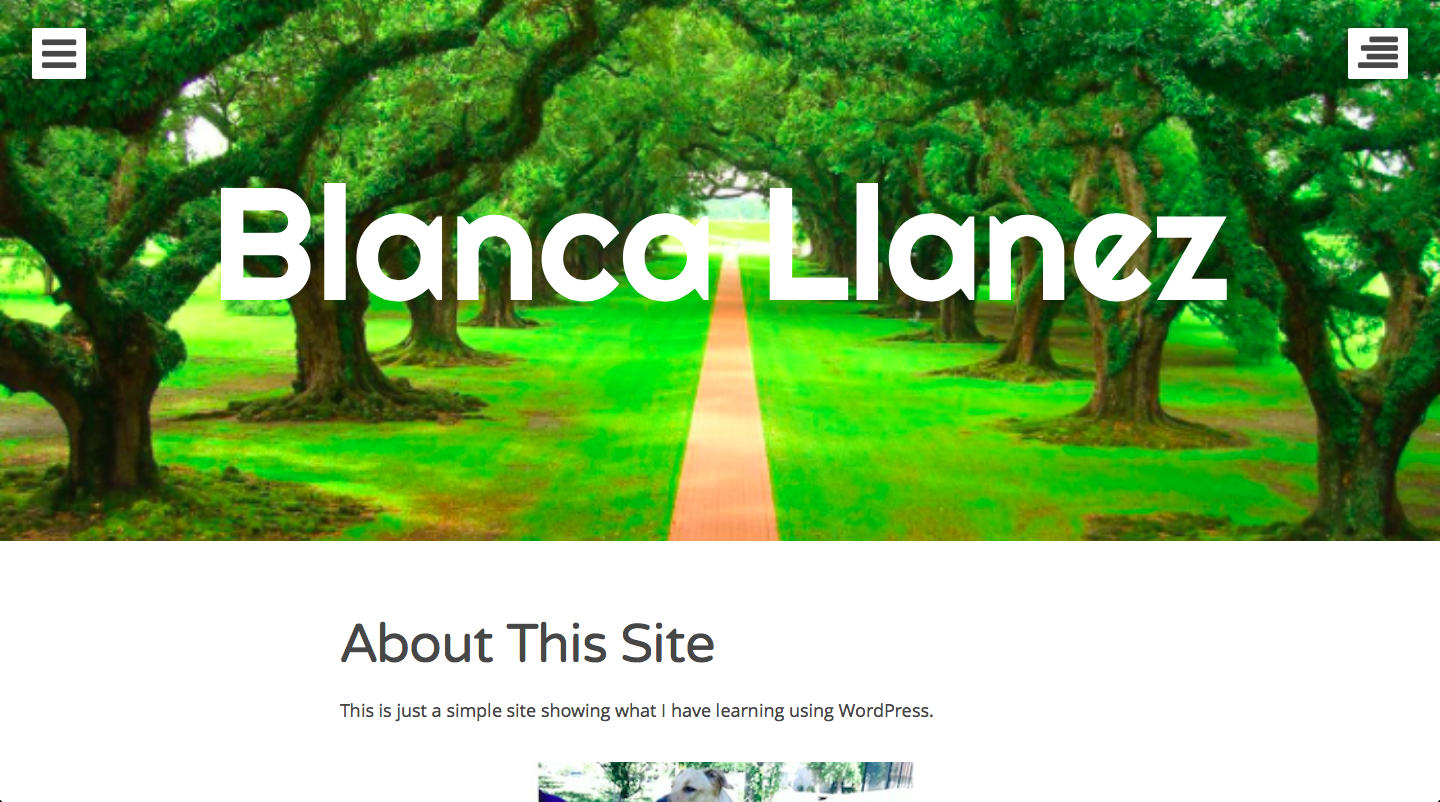 Blanca Llanez
About This Site
This is just a simple site showing what I have learning using WordPress.